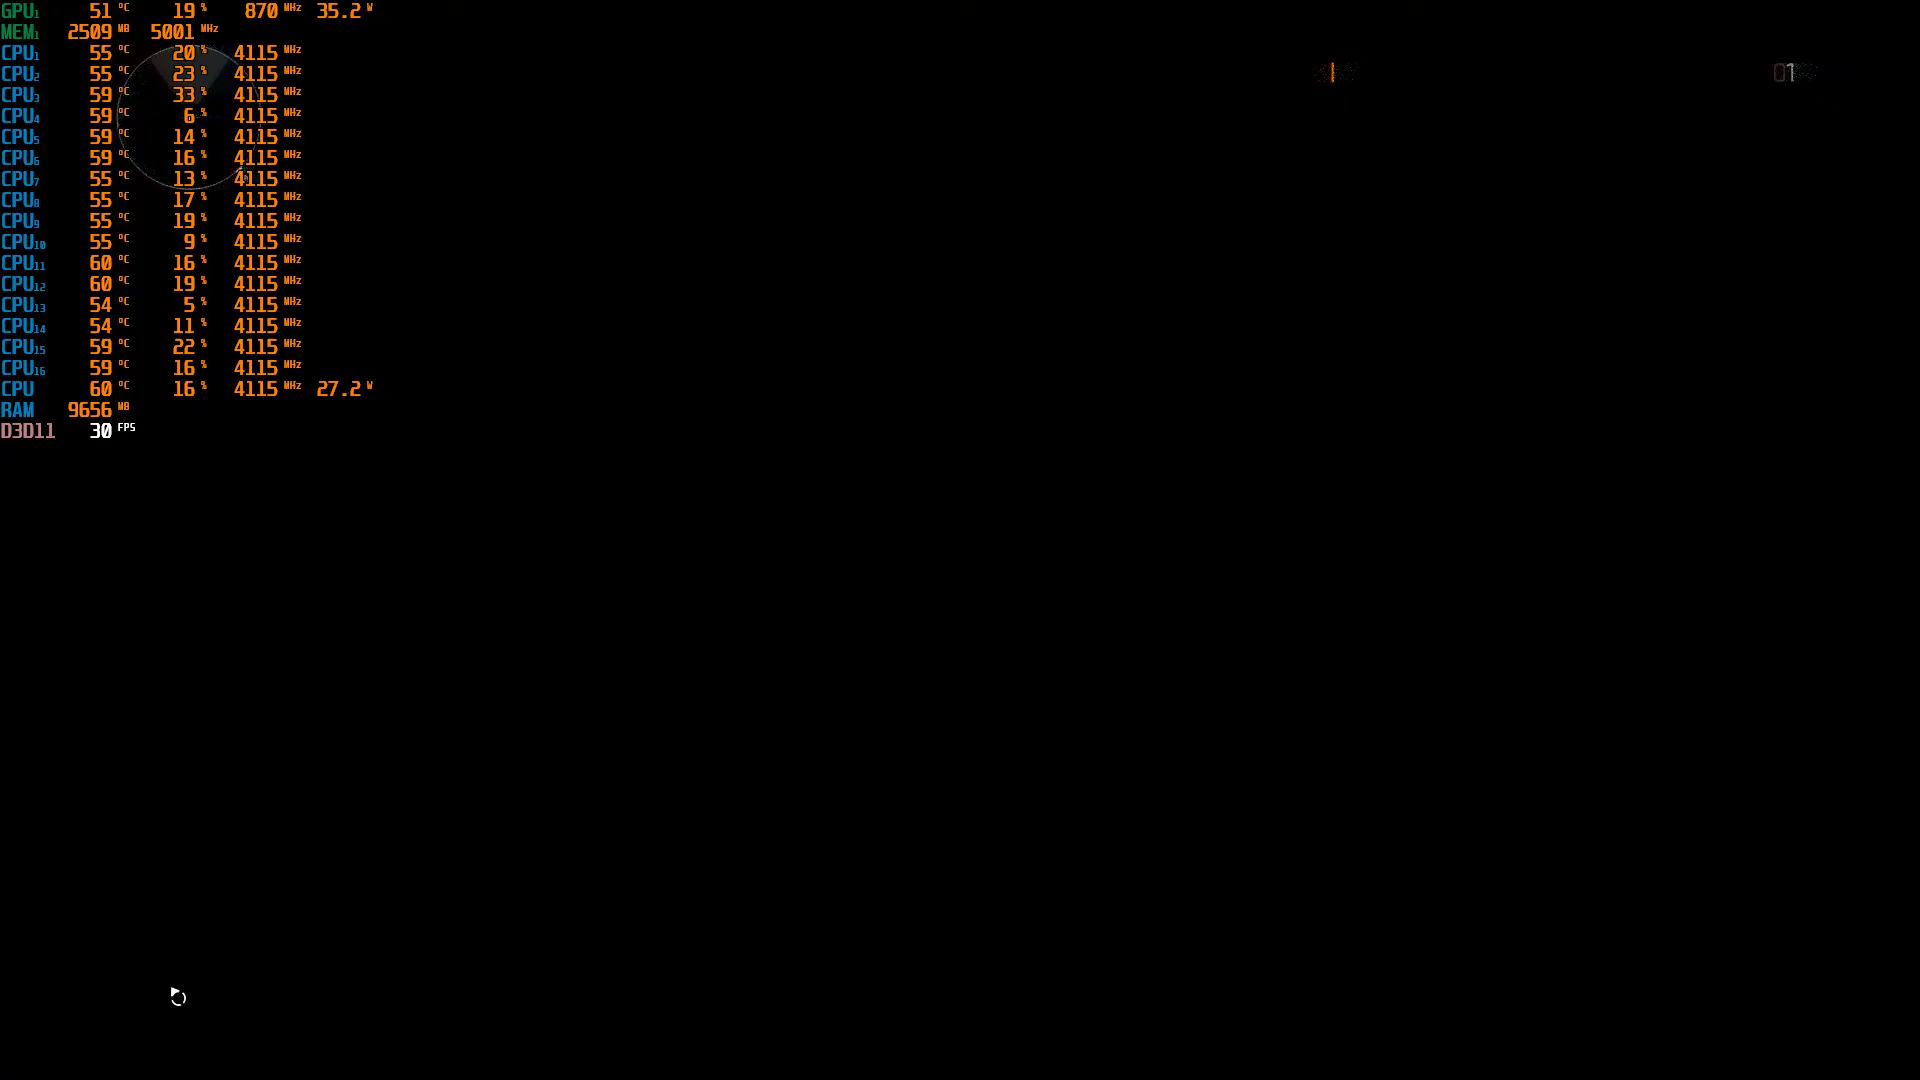 GPU1 51 °C 19 % 870 MHz 35.2 W
MEM1 2509 MB 5001 MHz
CPU1 55 °C 20 % 4115 MHz
CPU2 55 °C 23 % 4115 MHz
CPU3 59 °C 33 % 4115 MHz
CPU4 59 °C 6 % 4115 MHz
CPU5 59 °C 14 % 4115 MHz
CPU6 59 °C 16 % 4115 MHz
CPU7 55 °C 13 % 4115 MHz
CPU8 55 °C 17 % 4115 MHz
CPU9 55 °C 19 % 4115 MHz
CPU10 55 °C 9 % 4115 MHz
CPU11 60 °C 16 % 4115 MHz
CPU12 60 °C 19 % 4115 MHz
CPU13 54 °C 5 % 4115 MHz
CPU14 54 °C 11 % 4115 MHz
CPU15 59 °C 22 % 4115 MHz
CPU16 59 °C 16 % 4115 MHz
CPU 60 °C 16 % 4115 MHz 27.2 W
RAM 9656 MB
D3D11 30 FPS
01